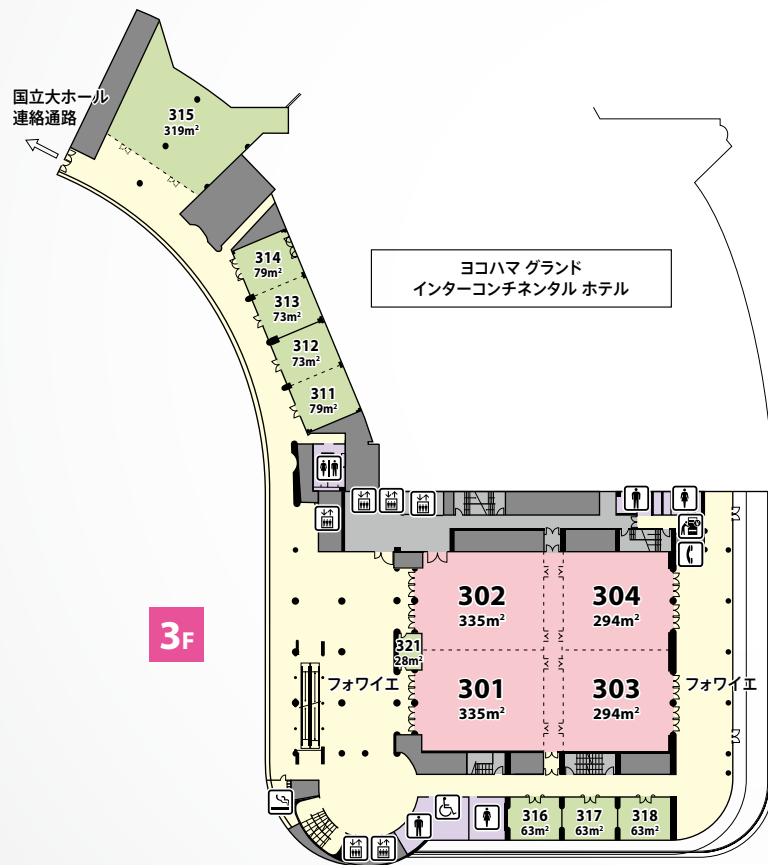 国立大ホール
連絡通路
315
319m²
ヨコハマ グランド
インターコンチネンタル ホテル
314
79m²
313
73m²
312
73m²
311
79m²
302
335m²
304
294m²
3F
321
28m²
フォワイエ
301
335m²
303
294m²
フォワイエ
316
63m²
317
63m²
318
63m²